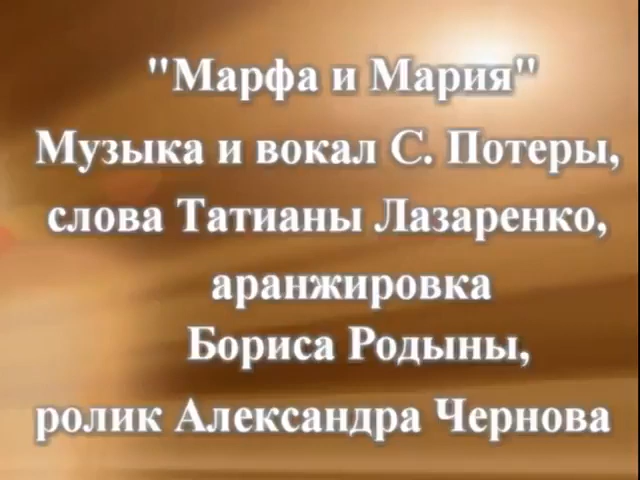 "Марфа и Мария"
Музыка и вокал С. Потеры,
слова Татианы Лазаренко,
аранжировка
Бориса Родыны,
ролик Александра Чернова